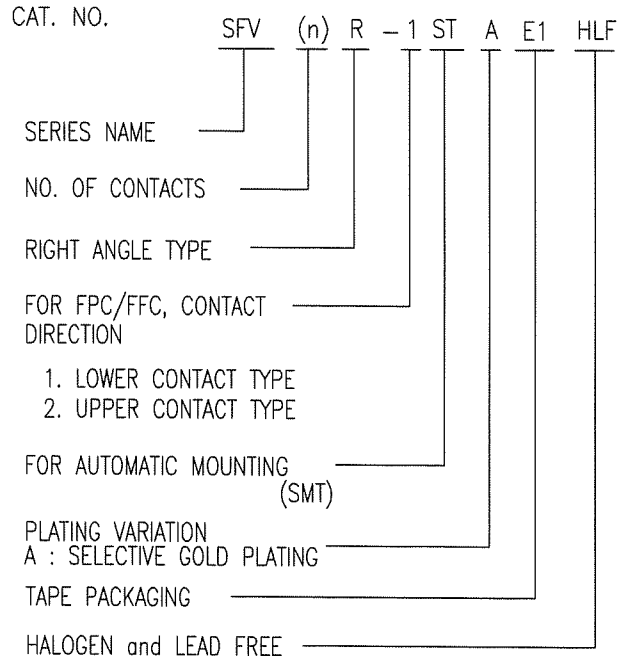 CAT. NO.
SFV (n) R - 1 ST A E1 HLF
SERIES NAME
NO. OF CONTACTS
RIGHT ANGLE TYPE
FOR FPC/FFC, CONTACT
DIRECTION
1. LOWER CONTACT TYPE
2. UPPER CONTACT TYPE
FOR AUTOMATIC MOUNTING
(SMT)
PLATING VARIATION
A : SELECTIVE GOLD PLATING
TAPE PACKAGING
HALOGEN and LEAD FREE